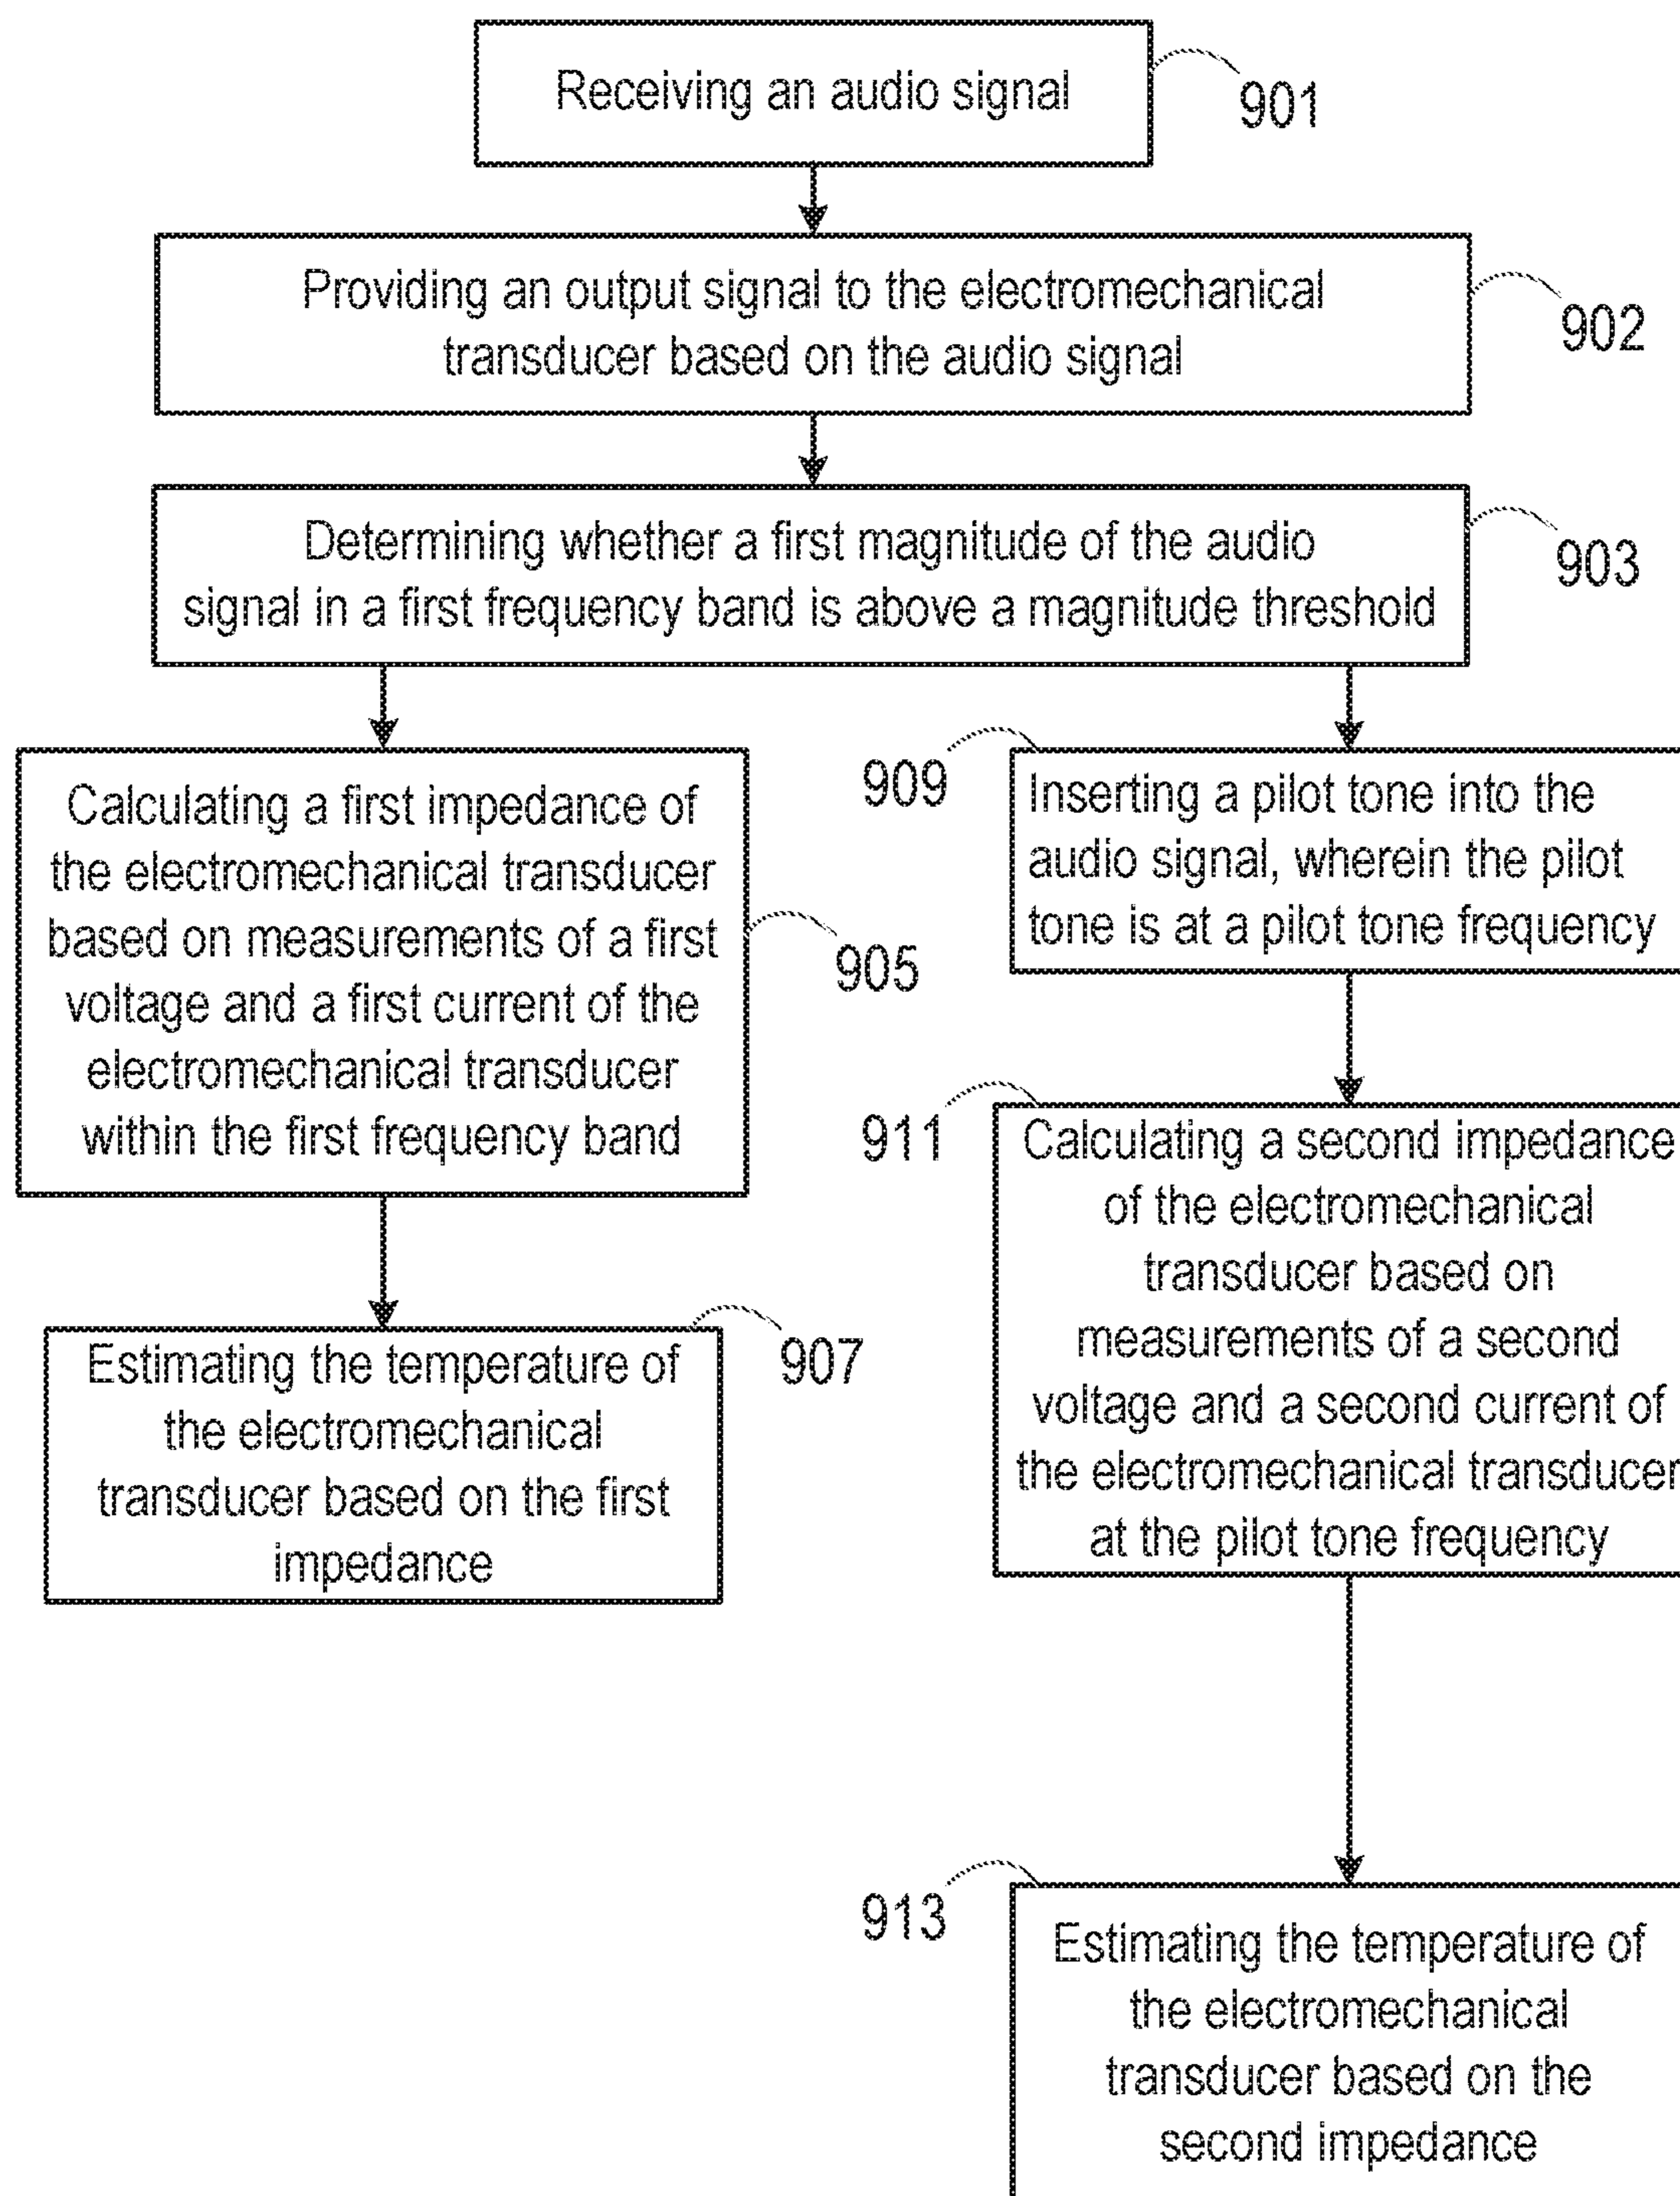 Receiving an audio signal
901
Providing an output signal to the electromechanical
transducer based on the audio signal
902
Determining whether a first magnitude of the audio
signal in a first frequency band is above a magnitude threshold
903
Calculating a first impedance of
the electromechanical transducer
based on measurements of a first
voltage and a first current of the
electromechanical transducer
within the first frequency band
905
Estimating the temperature of
the electromechanical
transducer based on the first
impedance
907
909
Inserting a pilot tone into the
audio signal, wherein the pilot
tone is at a pilot tone frequency
911
Calculating a second impedance
of the electromechanical
transducer based on
measurements of a second
voltage and a second current of
the electromechanical transducer
at the pilot tone frequency
913
Estimating the temperature of
the electromechanical
transducer based on the
second impedance